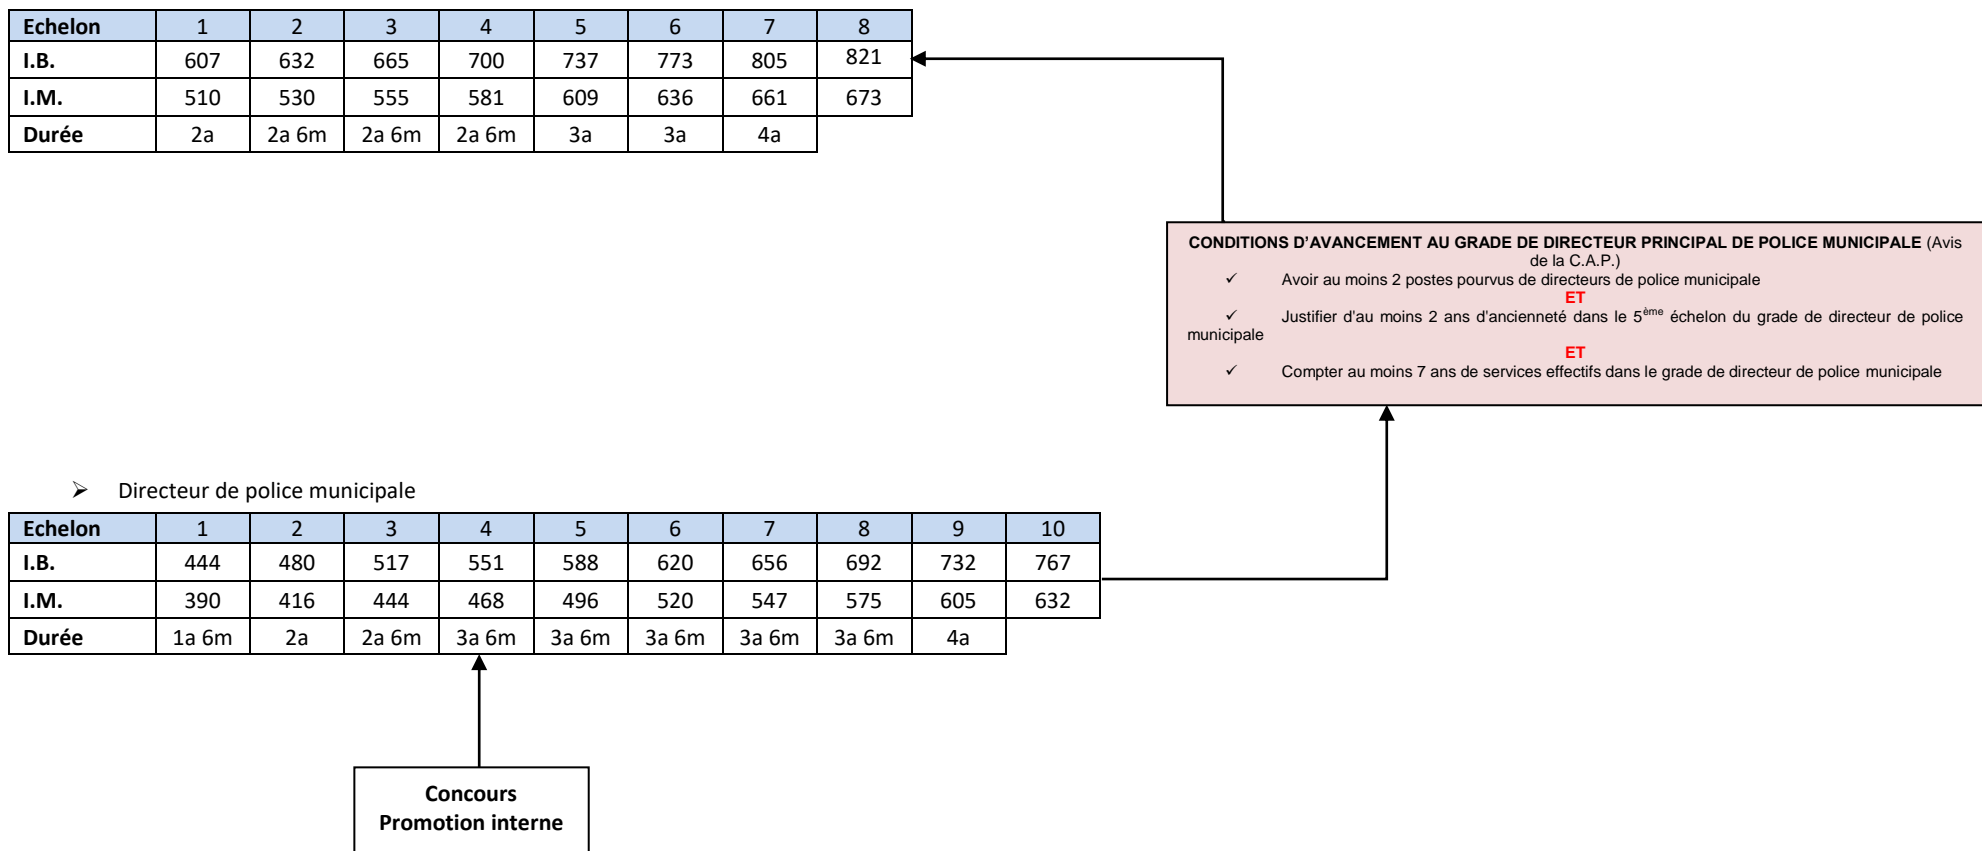 Echelon 1 2 3 4 5 6 7 8
I.B. 607 632 665 700 737 773 805 821
I.M. 510 530 555 581 609 636 661 673
Durée 2a 2a 6m 2a 6m 2a 6m 3a 3a 4a
CONDITIONS D'AVANCEMENT AU GRADE DE DIRECTEUR PRINCIPAL DE POLICE MUNICIPALE (Avis
de la C.A.P.)
✓ Avoir au moins 2 postes pourvus de directeurs de police municipale
ET
✓ Justifier d'au moins 2 ans d'ancienneté dans le 5ème échelon du grade de directeur de police
municipale
ET
✓ Compter au moins 7 ans de services effectifs dans le grade de directeur de police municipale
➢ Directeur de police municipale
Echelon 1 2 3 4 5 6 7 8 9 10
I.B. 444 480 517 551 588 620 656 692 732 767
I.M. 390 416 444 468 496 520 547 575 605 632
Durée 1a 6m 2a 2a 6m 3a 6m 3a 6m 3a 6m 3a 6m 3a 6m 4a
Concours
Promotion interne